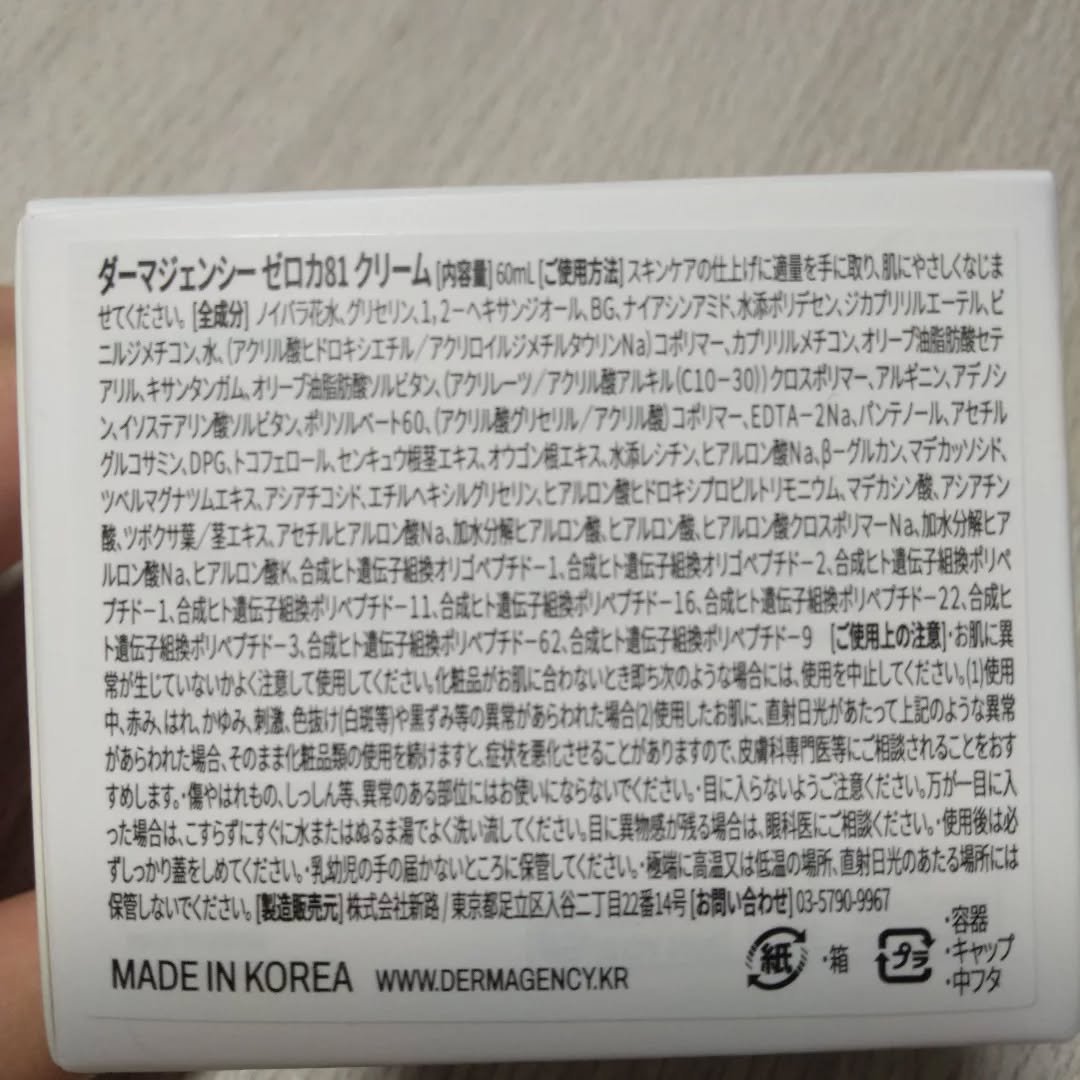 ダーマジェンシー ゼロカ81 クリーム [内容量] 60mL [ご使用方法] スキンケアの仕上げに適量を手に取り、肌にやさしくなじま
せてください。 [全成分] ノイバラ花水、グリセリン、1,2-ヘキサンジオール、BG、ナイアシンアミド、水添ポリデセン、ジカプリリルエーテル、ビ
ニルジメチコン、水、(アクリル酸ヒドロキシエチル/アクリロイルジメチルタウリンNa)コポリマー、カプリリルメチコン、オリーブ油脂肪酸セテ
アリル、キサンタンガム、オリーブ油脂肪酸ソルビタン、(アクリレーツ/アクリル酸アルキル(C10-30))クロスポリマー、アルギニン、アデノシ
ン、イソステアリン酸ソルビタン、ポリソルベート60、(アクリル酸グリセリル/アクリル酸)コポリマー、EDTA-2Na、パンテノール、アセチル
グルコサミン、DPG、トコフェロール、センキュウ根茎エキス、オウゴン根エキス、水添レシチン、ヒアルロン酸Na、β-グルカン、マデカッソシド、
ツベルマグナツムエキス、アシアチコシド、エチルヘキシルグリセリン、ヒアルロン酸ヒドロキシプロピルトリモニウム、マデカシン酸、アシアチン
酸、ツボクサ葉/茎エキス、アセチルヒアルロン酸Na、加水分解ヒアルロン酸、ヒアルロン酸、ヒアルロン酸クロスポリマーNa、加水分解ヒア
ルロン酸Na、ヒアルロン酸K、合成ヒト遺伝子組換オリゴペプチド-1、合成ヒト遺伝子組換オリゴペプチド-2、合成ヒト遺伝子組換ポリペ
プチド-1、合成ヒト遺伝子組換ポリペプチド-11、合成ヒト遺伝子組換ポリペプチド-16、合成ヒト遺伝子組換ポリペプチド-22、合成ヒ
ト遺伝子組換ポリペプチド-3、合成ヒト遺伝子組換ポリペプチド-62、合成ヒト遺伝子組換ポリペプチド-9 [ご使用上の注意]・お肌に異
常が生じていないかよく注意して使用してください。化粧品がお肌に合わないとき即ち次のような場合には、使用を中止してください。(1)使用
中、赤み、はれ、かゆみ、刺激、色抜け(白斑等)や黒ずみ等の異常があらわれた場合(2)使用したお肌に、直射日光があたって上記のような異常
があらわれた場合、そのまま化粧品類の使用を続けますと、症状を悪化させることがありますので、皮膚科専門医等にご相談されることをおす
すめします。・傷やはれもの、しっしん等、異常のある部位にはお使いにならないでください。・目に入らないようご注意ください。万が一目に入
った場合は、こすらずにすぐに水またはぬるま湯でよく洗い流してください。目に異物感が残る場合は、眼科医にご相談ください。・使用後は必
ずしっかり蓋をしめてください。・乳幼児の手の届かないところに保管してください。・極端に高温又は低温の場所、直射日光のあたる場所には
保管しないでください。[製造販売元] 株式会社新路/東京都足立区入谷二丁目22番14号 [お問い合わせ] 03-5790-9967
MADE IN KOREA WWW.DERMAGENCY.KR
紙 ・箱
プラ ・容器
・キャップ
・中フタ